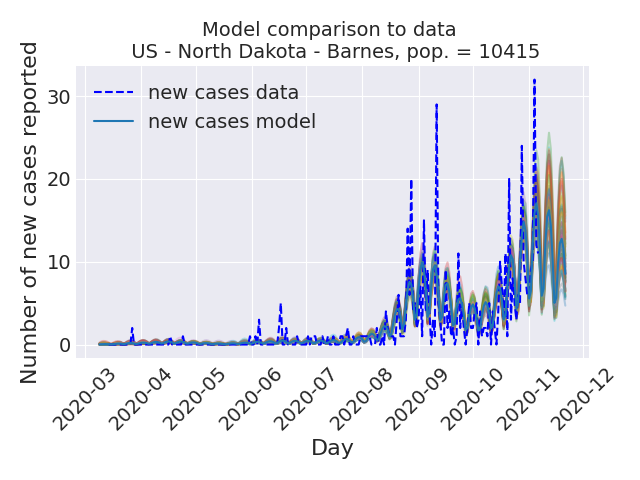 Model comparison to data
US - North Dakota - Barnes, pop. = 10415
Number of new cases reported
30
20
10
0
new cases data
new cases model
2020-03
2020-04
2020-05
2020-06
2020-07
2020-08
2020-09
2020-10
2020-11
2020-12
Day